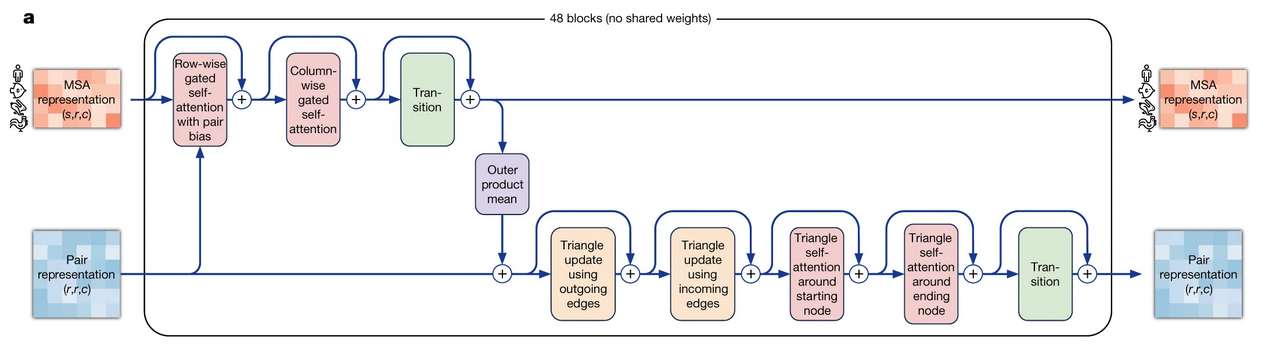 a
48 blocks (no shared weights)
MSA
representation
(s,r,c)
Row-wise
gated
self-
attention
with pair
bias
Column-
wise
gated
self-
attention
Tran-
sition
MSA
representation
(s,r,c)
Outer
product
mean
Pair
representation
(r,r,c)
Triangle
update
using
outgoing
edges
Triangle
update
using
incoming
edges
Triangle
self-
attention
around
starting
node
Triangle
self-
attention
around
ending
node
Tran-
sition
Pair
representation
(r,r,c)